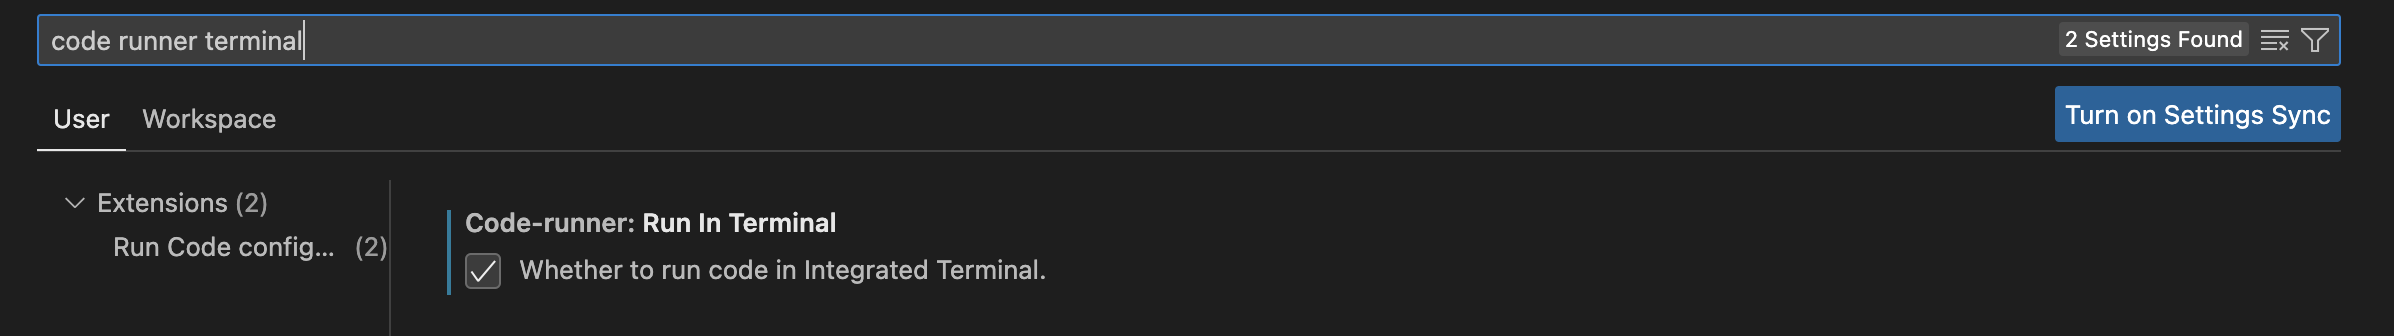 code runner terminal
2 Settings Found
User
Workspace
Turn on Settings Sync
Extensions (2)
Run Code config... (2)
Code-runner: Run In Terminal
Whether to run code in Integrated Terminal.